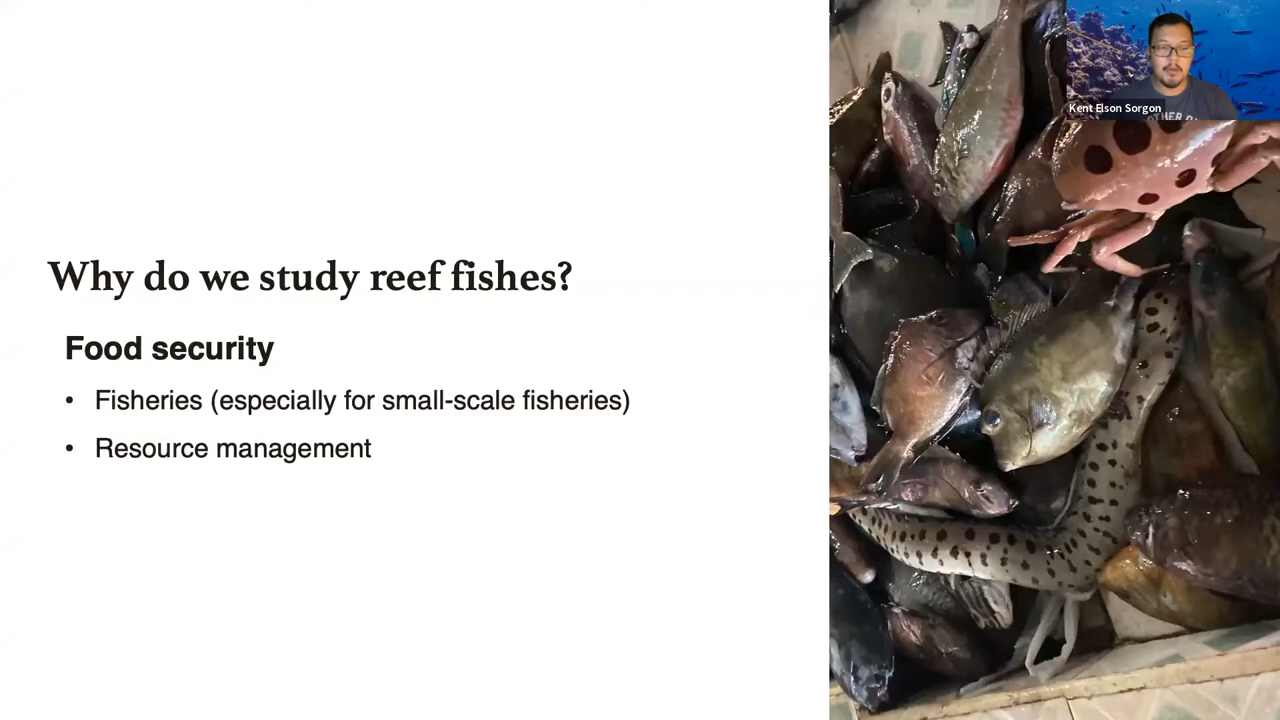 Kent Elson Sorgon
OTHER
Why do we study reef fishes?
Food security
• Fisheries (especially for small-scale fisheries)
• Resource management